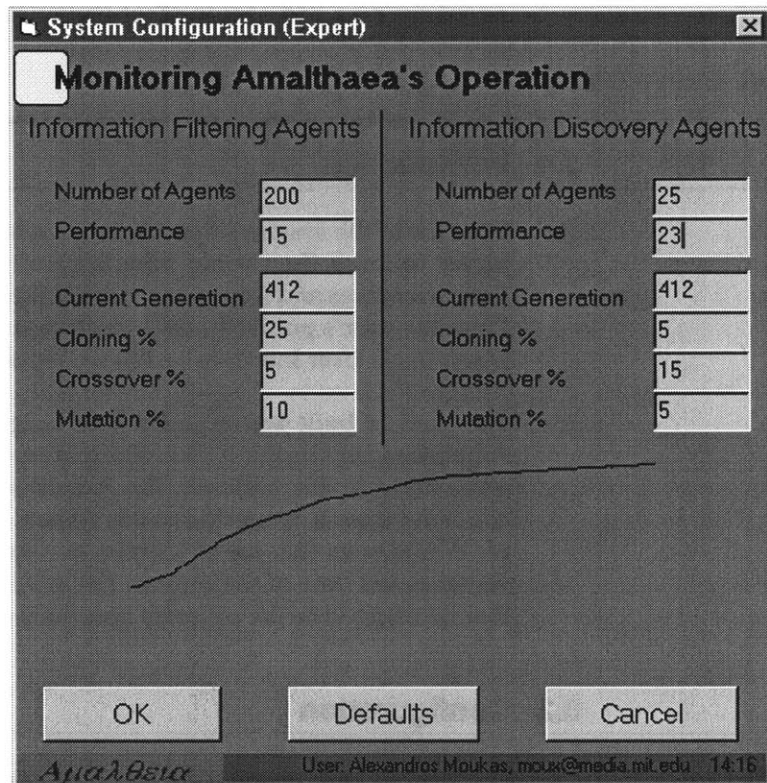 System Configuration (Expert)
Monitoring Amalthaea's Operation
Information Filtering Agents
Number of Agents 200
Performance 15
Current Generation 412
Cloning % 25
Crossover % 5
Mutation % 10
Information Discovery Agents
Number of Agents 25
Performance 23
Current Generation 412
Cloning % 5
Crossover % 15
Mutation % 5
OK
Defaults
Cancel
Αμαλθεια
User: Alexandros Moukas, moux@media.mit.edu 14:16